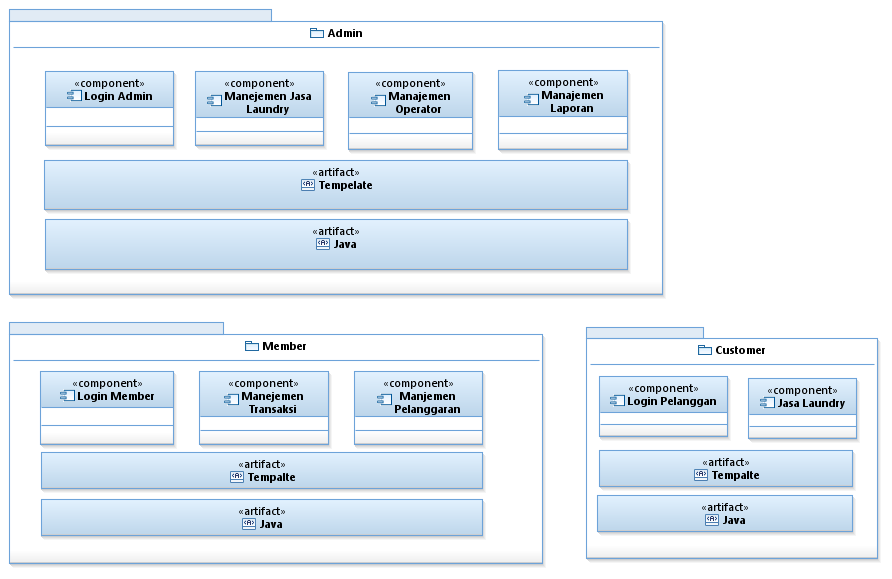 Admin
«component»
Login Admin
«component»
Manejemen Jasa
Laundry
«component»
Manajemen
Operator
«component»
Manajemen
Laporan
«artifact»
Tempelate
«artifact»
Java
Member
«component»
Login Member
«component»
Manejemen
Transaksi
«component»
Manjemen
Pelanggaran
«artifact»
Tempalte
«artifact»
Java
Customer
«component»
Login Pelanggan
«component»
Jasa Laundry
«artifact»
Tempalte
«artifact»
Java